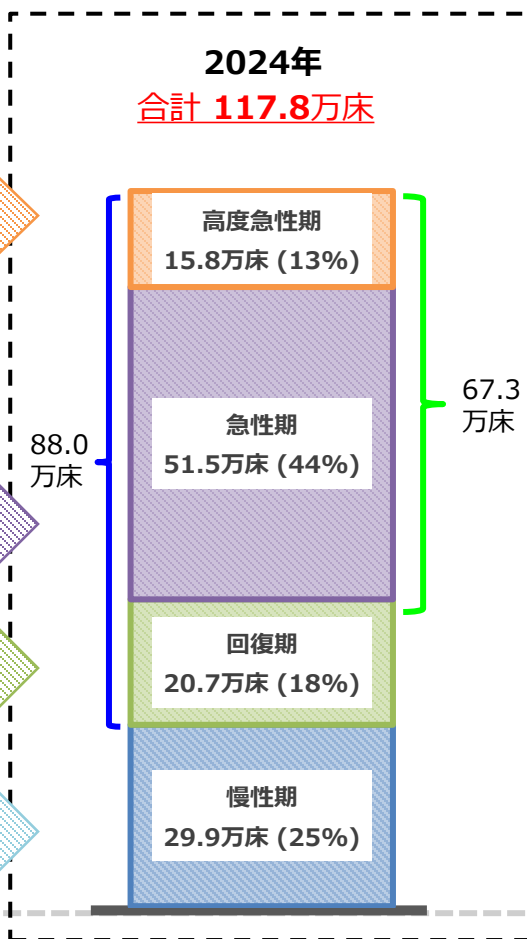 2024年
合計 117.8万床
高度急性期
15.8万床 (13%)
急性期
51.5万床 (44%)
67.3
万床
88.0
万床
回復期
20.7万床 (18%)
慢性期
29.9万床 (25%)